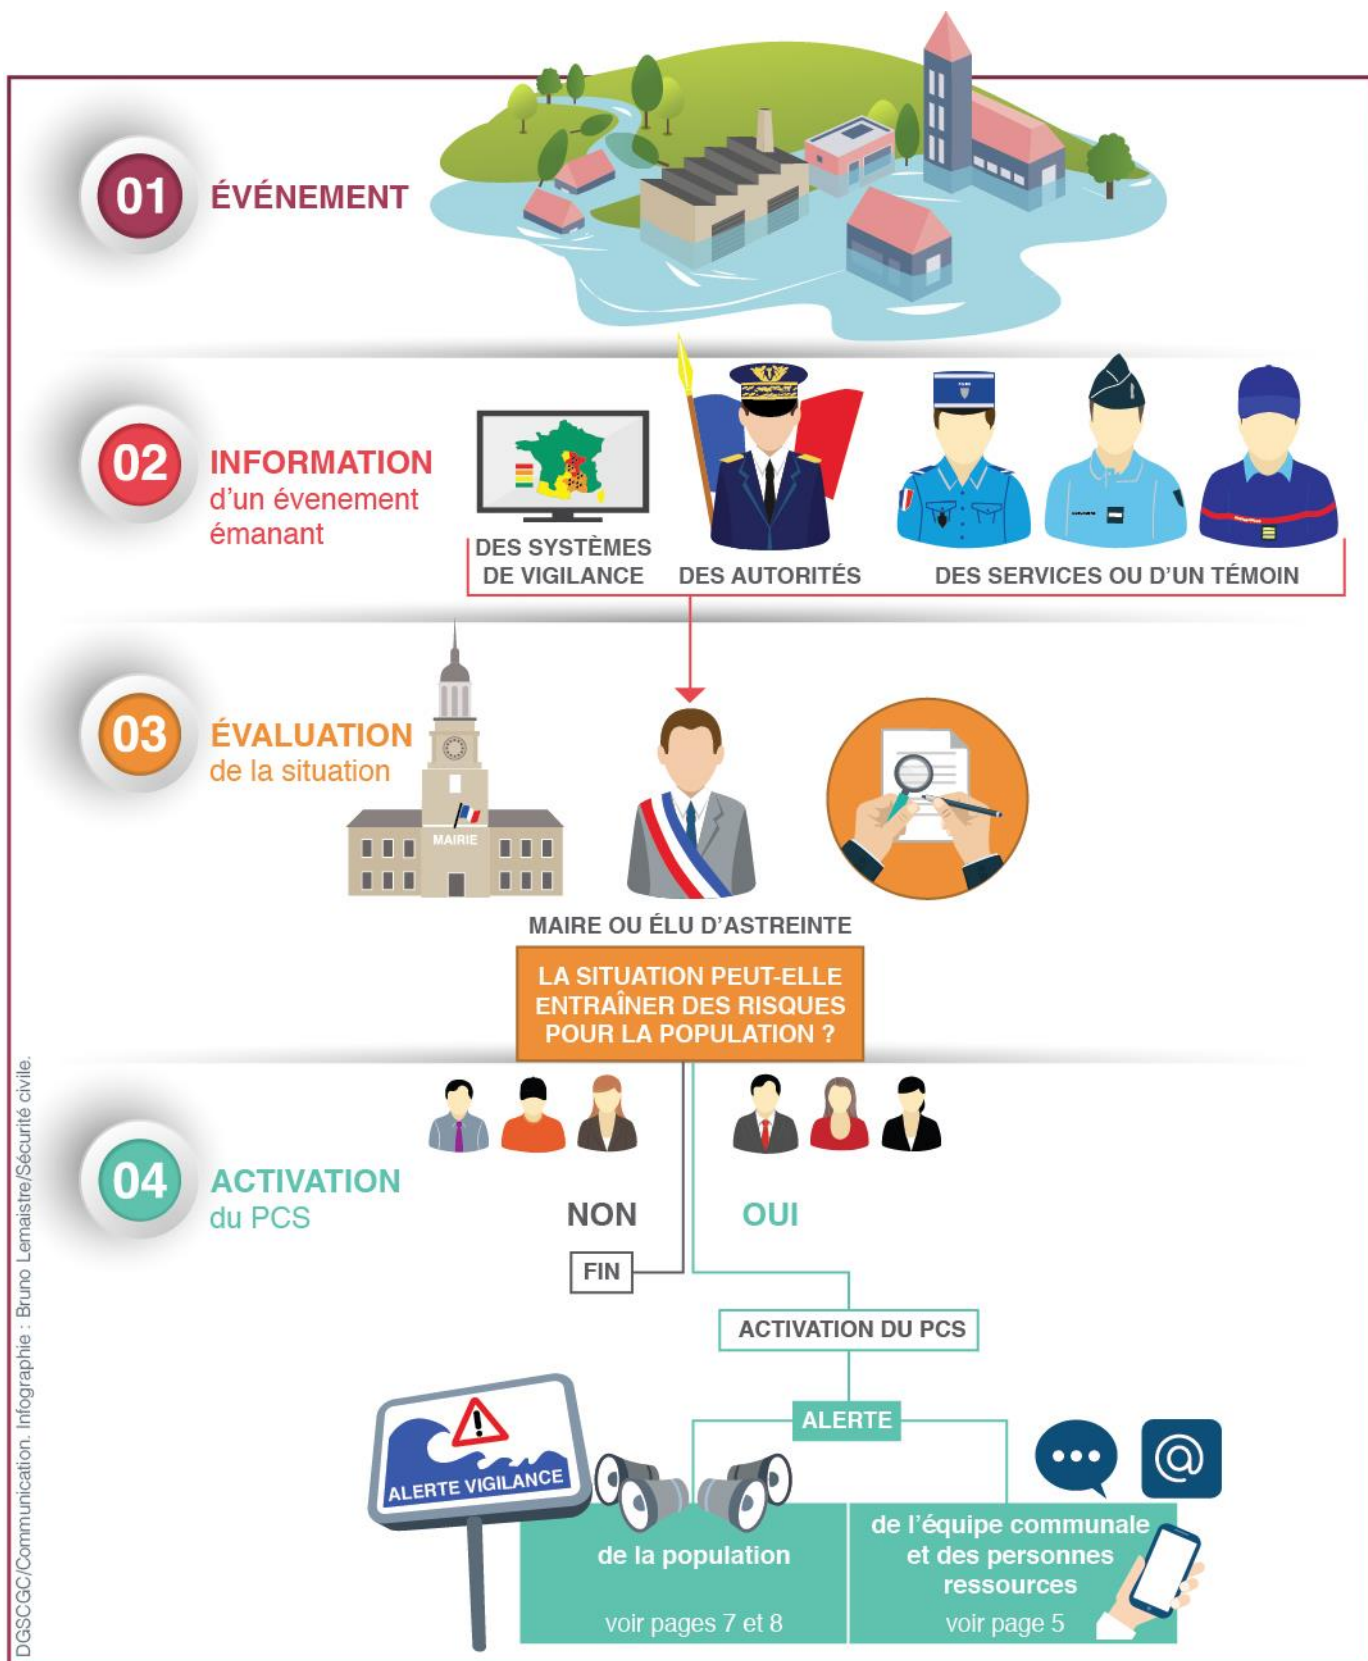 01
ÉVÉNEMENT
02
INFORMATION
d'un évenement
émanant
DES SYSTÈMES
DE VIGILANCE
DES AUTORITÉS
DES SERVICES OU D'UN TÉMOIN
03
ÉVALUATION
de la situation
MAIRIE
MAIRE OU ÉLU D'ASTREINTE
LA SITUATION PEUT-ELLE
ENTRAÎNER DES RISQUES
POUR LA POPULATION ?
04
ACTIVATION
du PCS
NON
OUI
FIN
ACTIVATION DU PCS
ALERTE
ALERTE VIGILANCE
de la population
voir pages 7 et 8
de l'équipe communale
et des personnes
ressources
voir page 5
DGSCGC/Communication. Infographie : Bruno Lemaistre/Sécurité civile.